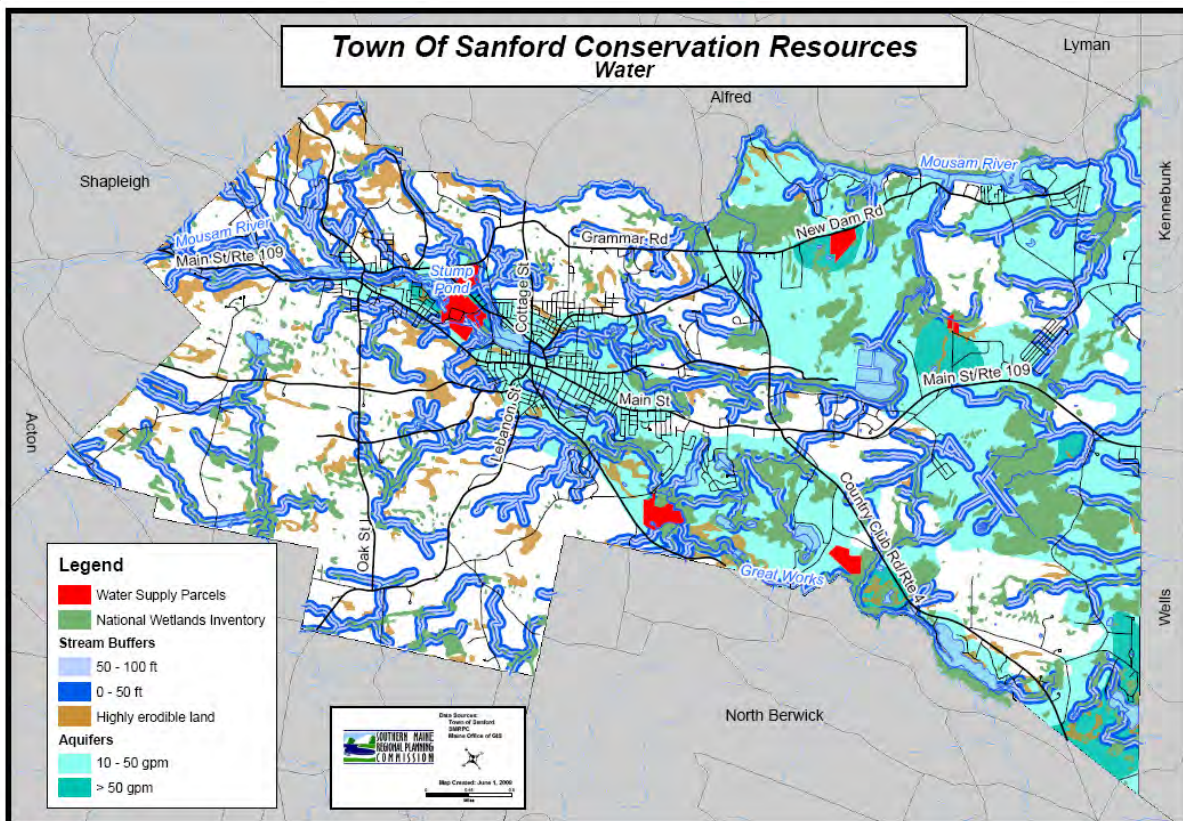 Town Of Sanford Conservation Resources
Water
Lyman
Alfred
Shapleigh
Kennebunk
Mousam River
Mousam River
Main St/Rte 109
New Dam Rd
Grammar Rd
Stump
Pond
Cottage St
Main St/Rte 109
Main St
Lebanon St
Acton
Oak St
Country Club Rd/Rte 4
Great Works
Wells
North Berwick
Legend
Water Supply Parcels
National Wetlands Inventory
Stream Buffers
50 - 100 ft
0 - 50 ft
Highly erodible land
Aquifers
10 - 50 gpm
> 50 gpm
SOUTHERN MAINE
REGIONAL PLANNING
COMMISSION
Data Sources:
Town of Sanford
SMRPC
Maine Office of GIS
Map Created: June 1, 2009
Miles